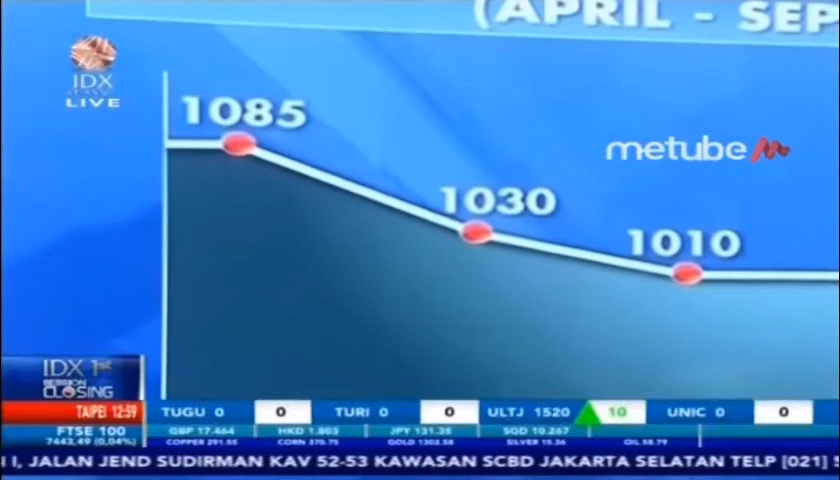 (APRIL - SEP
IDX
LIVE
1085
metube
1030
1010
IDX 1st
SESSION
CLOSING
TAIPEI 12:59
TUGU 0 0 TURI 0 0 ULTJ 1520 10 UNIC 0 0
FTSE 100
GBP 17.464 HKD 1.803 JPY 131.35 SGD 10.267
7443,49 (0,04%)
COPPER 291.55 CORN 370.75 GOLD 1302.58 SILVER 15.36 OIL 58.79
I, JALAN JEND SUDIRMAN KAV 52-53 KAWASAN SCBD JAKARTA SELATAN TELP [021]